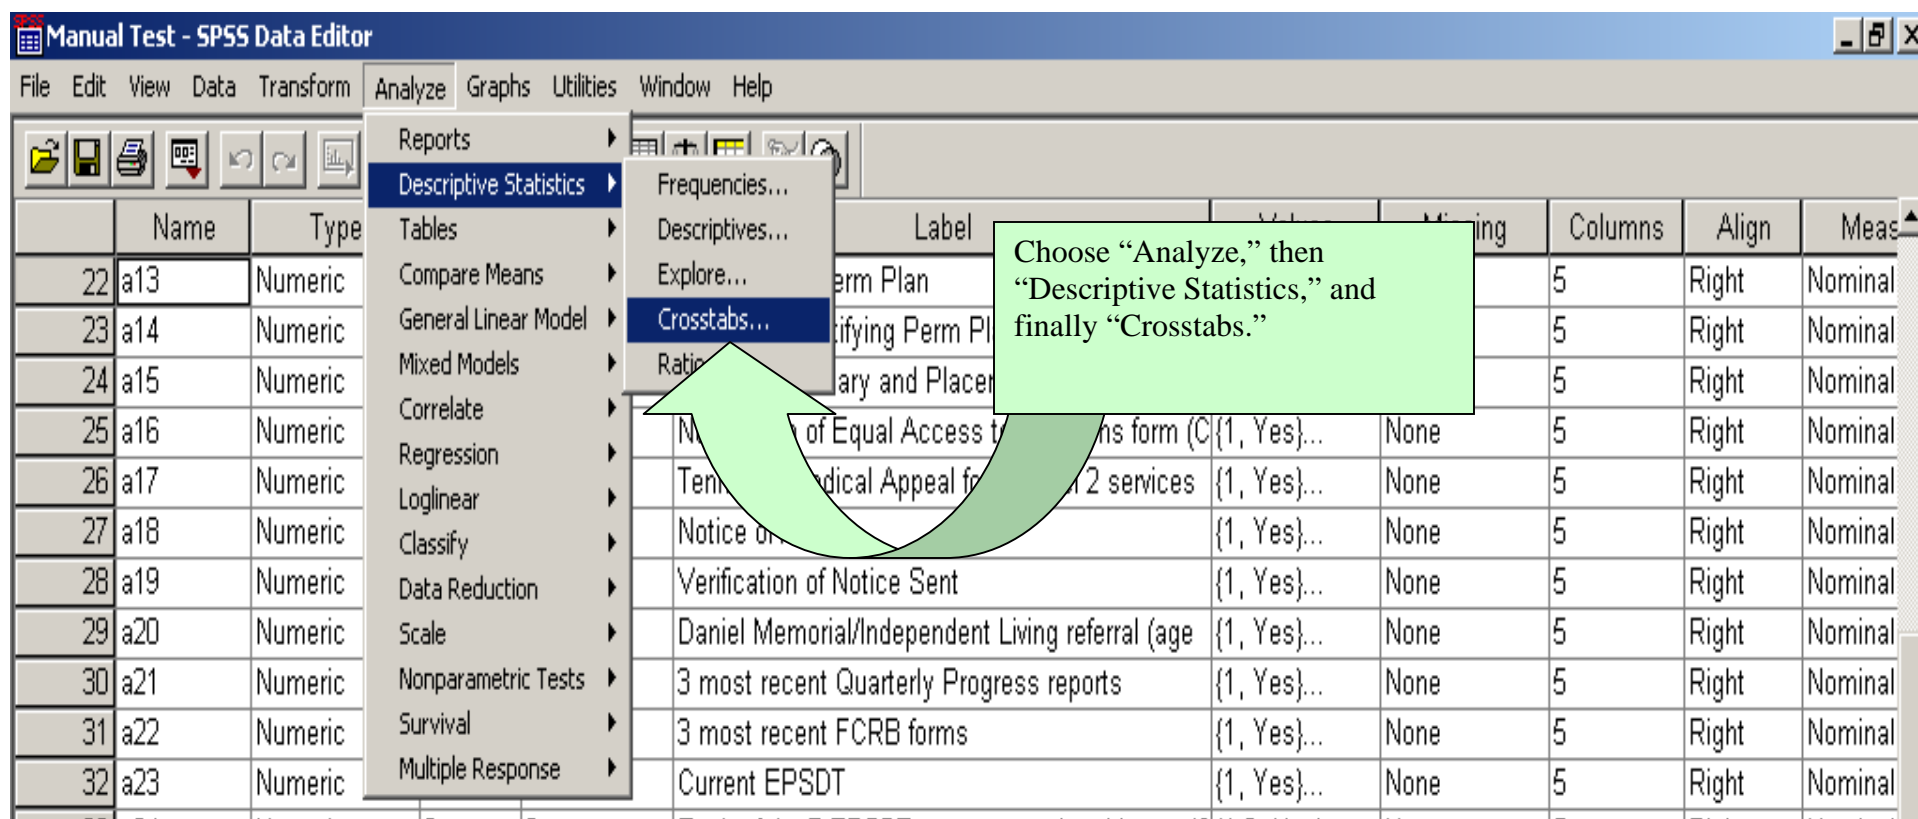 SPSS
Manual Test - SPSS Data Editor
File Edit View Data Transform Analyze Graphs Utilities Window Help
Reports
Descriptive Statistics
Tables
Compare Means
General Linear Model
Mixed Models
Correlate
Regression
Loglinear
Classify
Data Reduction
Scale
Nonparametric Tests
Survival
Multiple Response
Frequencies...
Descriptives...
Explore...
Crosstabs...
Choose “Analyze,” then
“Descriptive Statistics,” and
finally “Crosstabs.”
Name Type Label Columns Align Meas
22 a13 Numeric Perm Plan 5 Right Nominal
23 a14 Numeric Perm 5 Right Nominal
24 a15 Numeric and 5 Right Nominal
25 a16 Numeric of Equal Access form (C {1, Yes}... None 5 Right Nominal
26 a17 Numeric Appeal 2 services {1, Yes}... None 5 Right Nominal
27 a18 Numeric Notice {1, Yes}... None 5 Right Nominal
28 a19 Numeric Verification of Notice Sent {1, Yes}... None 5 Right Nominal
29 a20 Numeric Daniel Memorial/Independent Living referral (age {1, Yes}... None 5 Right Nominal
30 a21 Numeric 3 most recent Quarterly Progress reports {1, Yes}... None 5 Right Nominal
31 a22 Numeric 3 most recent FCRB forms {1, Yes}... None 5 Right Nominal
32 a23 Numeric Current EPSDT {1, Yes}... None 5 Right Nominal